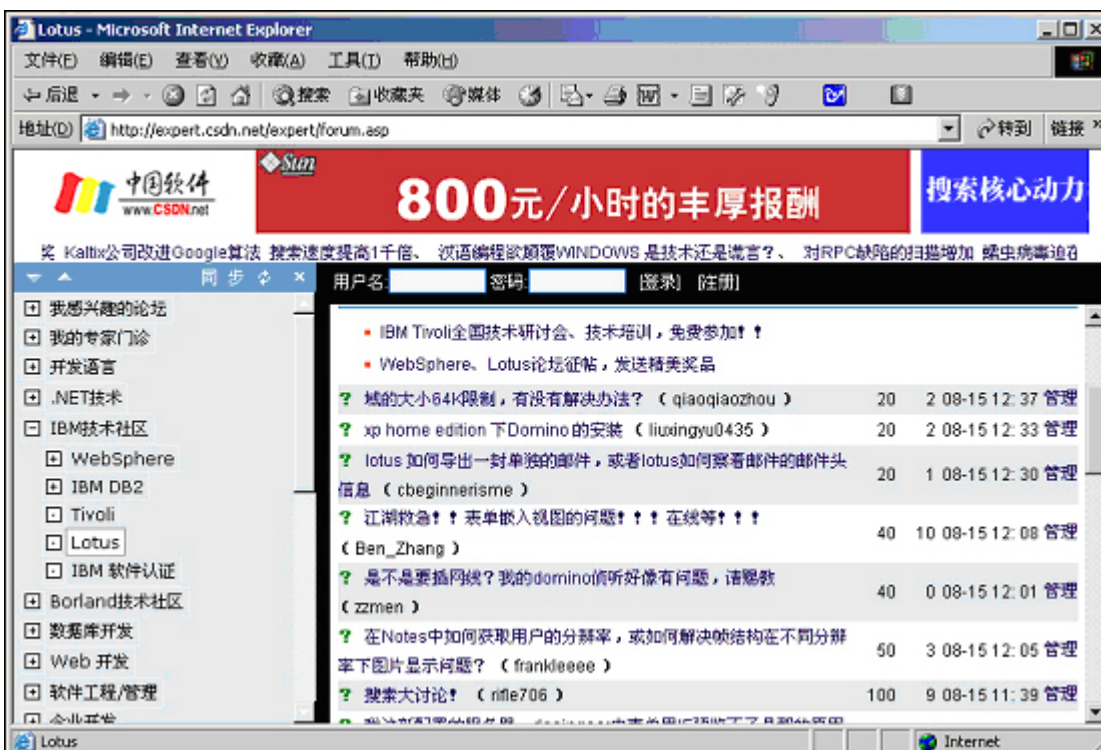 Lotus - Microsoft Internet Explorer
文件(F) 编辑(E) 查看(V) 收藏(A) 工具(T) 帮助(H)
后退 搜索 收藏夹 媒体
地址(D) http://expert.csdn.net/expert/forum.asp 转到 链接 »
中国软件
www.CSDN.net
Sun
800元/小时的丰厚报酬
搜索核心动力
奖 Kaltix公司改进Google算法 搜索速度提高1千倍、 汉语编程欲颠覆WINDOWS 是技术还是谎言?、 对RPC缺陷的扫描增加 蠕虫病毒迫在
同 步 ×
用户名: 密码: [登录] [注册]
我感兴趣的论坛
我的专家门诊
开发语言
.NET技术
IBM技术社区
WebSphere
IBM DB2
Tivoli
Lotus
IBM 软件认证
Borland技术社区
数据库开发
Web 开发
软件工程/管理
企业开发
IBM Tivoli全国技术研讨会、技术培训,免费参加!!
WebSphere、Lotus论坛征帖,发送精美奖品
? 域的大小64K限制,有没有解决办法? ( qiaoqiaozhou ) 20 2 08-15 12:37 管理
? xp home edition 下Domino的安装 ( liuxingyu0435 ) 20 2 08-15 12:33 管理
? lotus 如何导出一封单独的邮件,或者lotus如何察看邮件的邮件头
信息 ( cbeginnerisme ) 20 1 08-15 12:30 管理
? 江湖救急!!表单嵌入视图的问题!!!在线等!!!
( Ben_Zhang ) 40 10 08-15 12:08 管理
? 是不是要插网线?我的domino侦听好像有问题,请赐教
( zzmen ) 40 0 08-15 12:01 管理
? 在Notes中如何获取用户的分辨率,或如何解决帧结构在不同分辨
率下图片显示问题? ( frankleeee ) 50 3 08-15 12:05 管理
? 搜索大讨论! ( rifle706 ) 100 9 08-15 11:39 管理
Lotus Internet